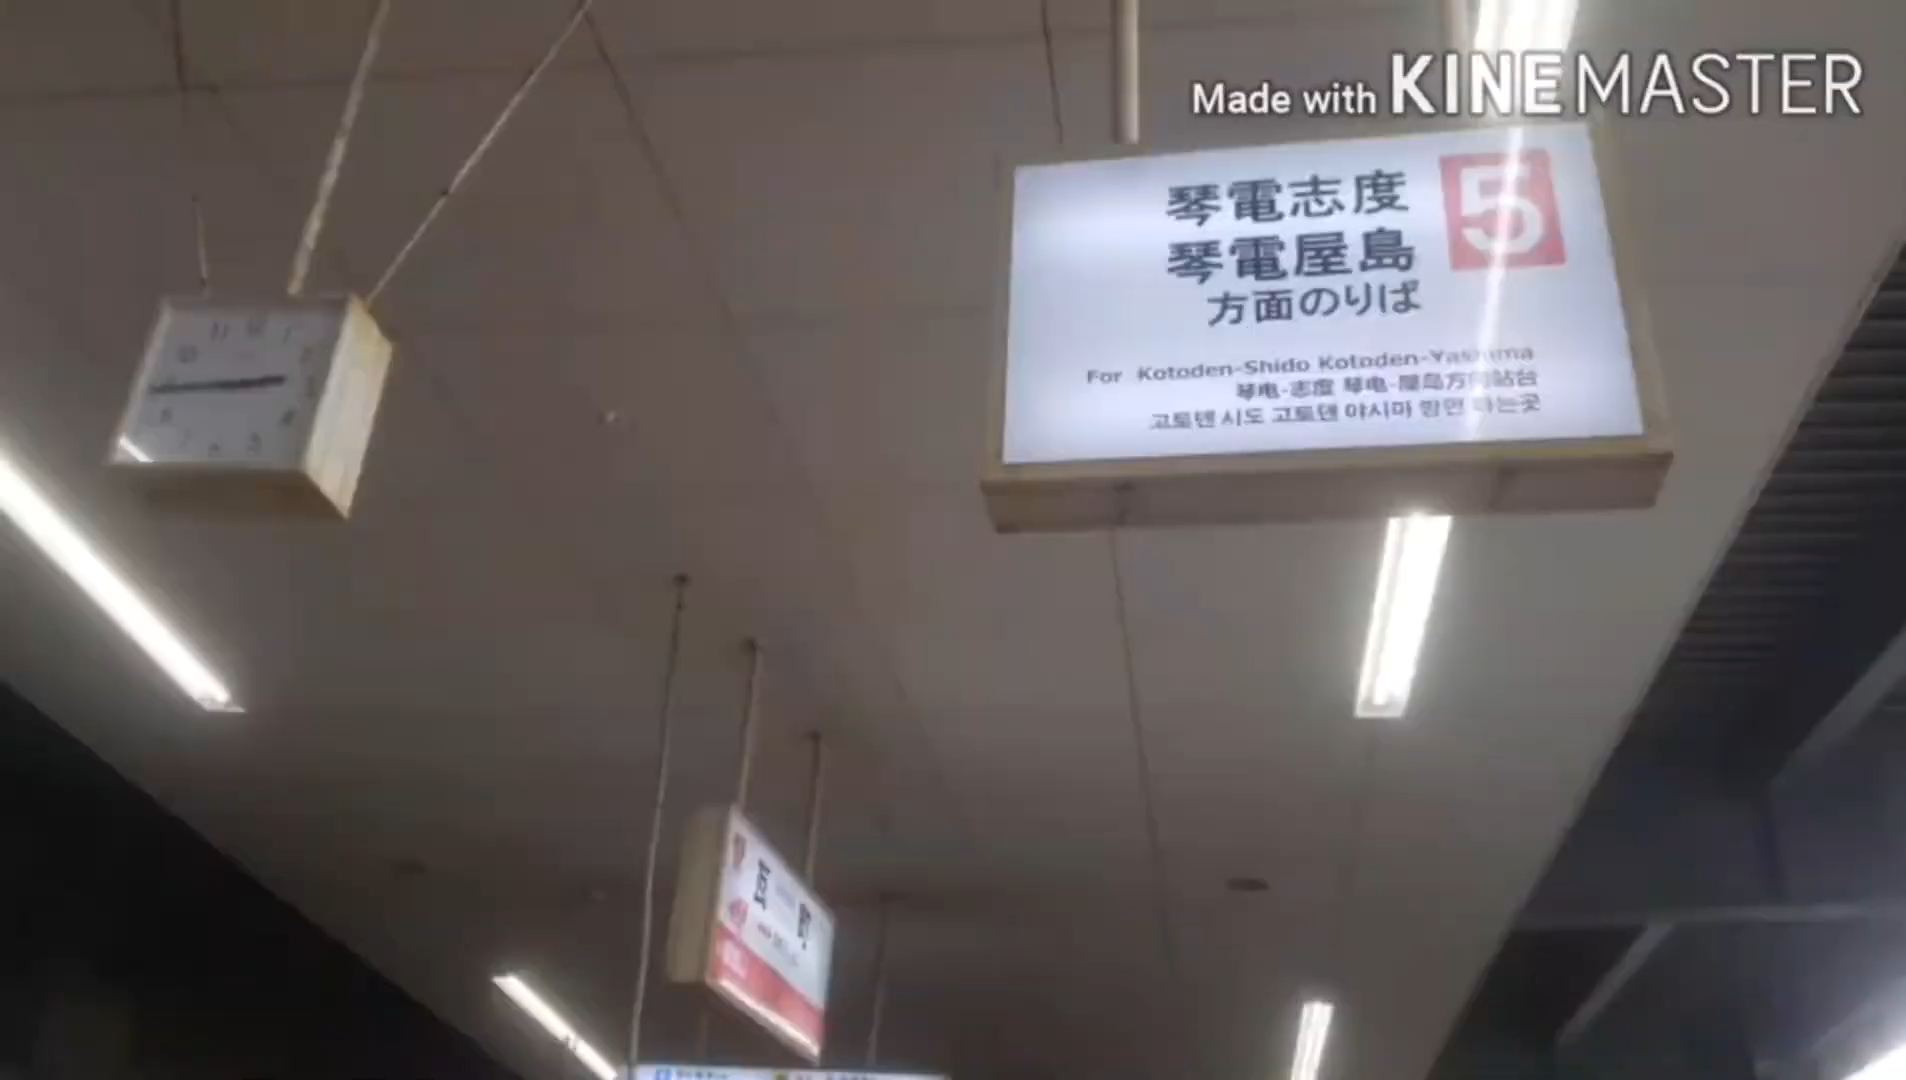 Made with KINEMASTER
琴電志度
5
琴電屋島
方面のりば
For Kotoden-Shido Kotoden-Yashima
琴电-志度 琴电-屋岛方向站台
고토덴 시도 고토덴 야시마 방면 타는곳
瓦町